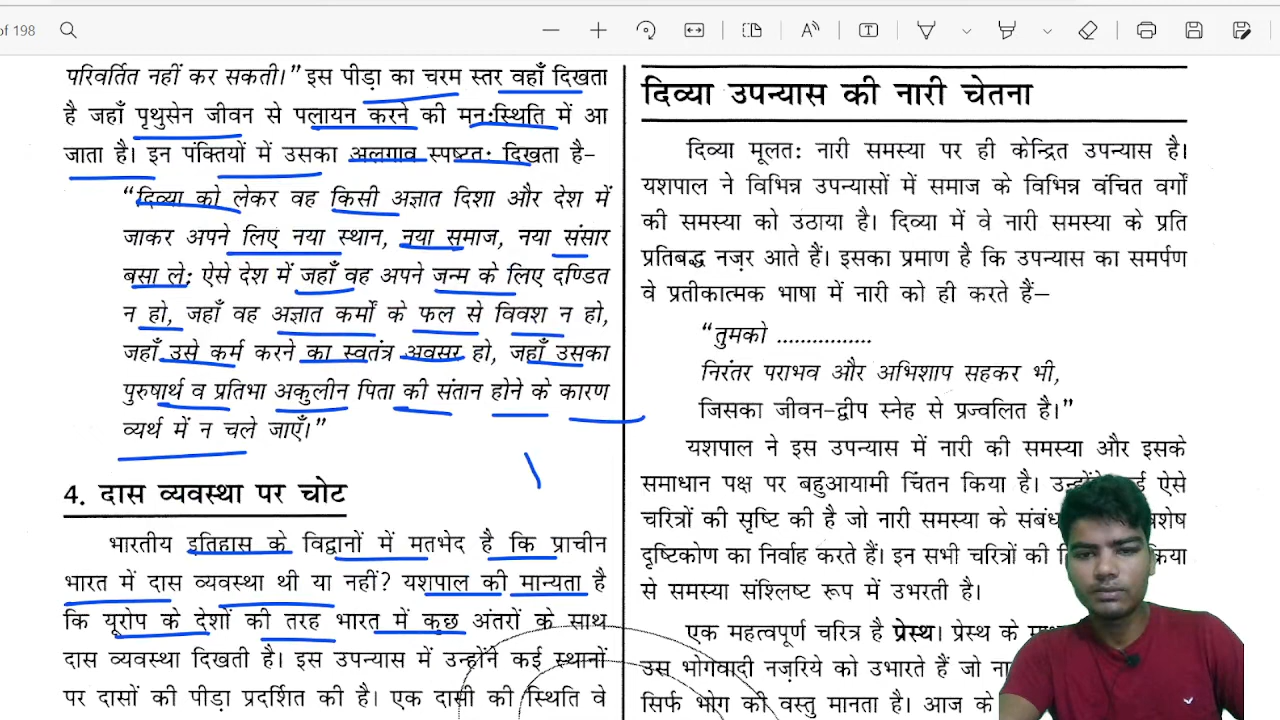 of 198
परिवर्तित नहीं कर सकती।” इस पीड़ा का चरम स्तर वहाँ दिखता
है जहाँ पृथुसेन जीवन से पलायन करने की मन:स्थिति में आ
जाता है। इन पंक्तियों में उसका अलगाव स्पष्टत: दिखता है–
“दिव्या को लेकर वह किसी अज्ञात दिशा और देश में
जाकर अपने लिए नया स्थान, नया समाज, नया संसार
बसा ले; ऐसे देश में जहाँ वह अपने जन्म के लिए दण्डित
न हो, जहाँ वह अज्ञात कर्मों के फल से विवश न हो,
जहाँ उसे कर्म करने का स्वतंत्र अवसर हो, जहाँ उसका
पुरुषार्थ व प्रतिभा अकुलीन पिता की संतान होने के कारण
व्यर्थ में न चले जाएँ।”
4. दास व्यवस्था पर चोट
भारतीय इतिहास के विद्वानों में मतभेद है कि प्राचीन
भारत में दास व्यवस्था थी या नहीं? यशपाल की मान्यता है
कि यूरोप के देशों की तरह भारत में कुछ अंतरों के साथ
दास व्यवस्था दिखती है। इस उपन्यास में उन्होंने कई स्थानों
पर दासों की पीड़ा प्रदर्शित की है। एक दासी की स्थिति वे
दिव्या उपन्यास की नारी चेतना
दिव्या मूलत: नारी समस्या पर ही केन्द्रित उपन्यास है।
यशपाल ने विभिन्न उपन्यासों में समाज के विभिन्न वंचित वर्गों
की समस्या को उठाया है। दिव्या में वे नारी समस्या के प्रति
प्रतिबद्ध नज़र आते हैं। इसका प्रमाण है कि उपन्यास का समर्पण
वे प्रतीकात्मक भाषा में नारी को ही करते हैं–
“तुमको ................
निरंतर पराभव और अभिशाप सहकर भी,
जिसका जीवन-द्वीप स्नेह से प्रज्वलित है।”
यशपाल ने इस उपन्यास में नारी की समस्या और इसके
समाधान पक्ष पर बहुआयामी चिंतन किया है। ऐसे
चरित्रों की सृष्टि की है जो नारी समस्या के
दृष्टिकोण का निर्वाह करते हैं। इन सभी चरित्रों की
से समस्या संश्लिष्ट रूप में उभरती है।
एक महत्वपूर्ण चरित्र है प्रेस्थ। प्रेस्थ के
उस भोगवादी नज़रिये को उभारते हैं जो
सिर्फ भोग की वस्तु मानता है। आज के